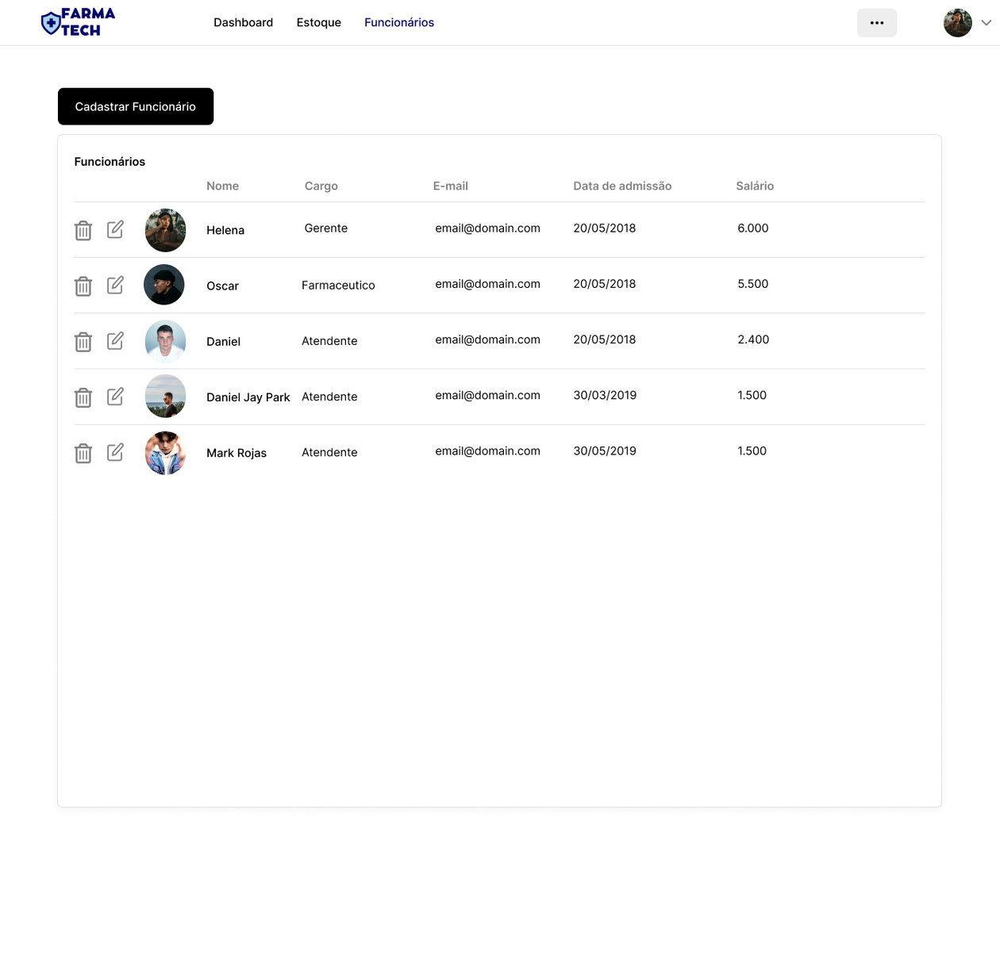 FARMA
TECH
Dashboard Estoque Funcionários
Cadastrar Funcionário
Funcionários
Nome Cargo E-mail Data de admissão Salário
Helena Gerente email@domain.com 20/05/2018 6.000
Oscar Farmaceutico email@domain.com 20/05/2018 5.500
Daniel Atendente email@domain.com 20/05/2018 2.400
Daniel Jay Park Atendente email@domain.com 30/03/2019 1.500
Mark Rojas Atendente email@domain.com 30/05/2019 1.500